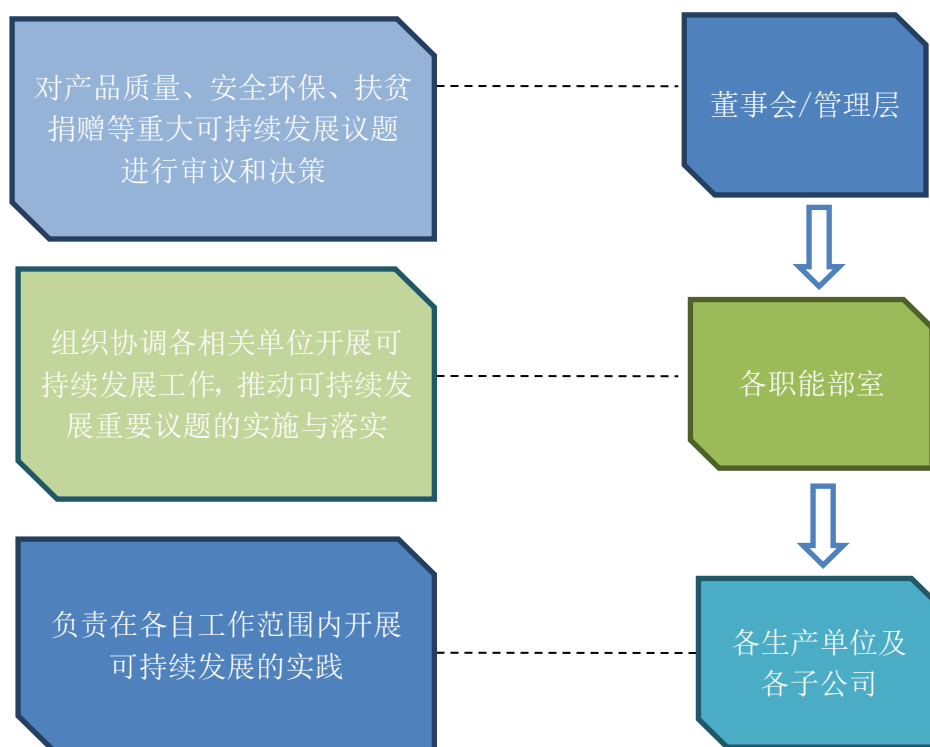 对产品质量、安全环保、扶贫
捐赠等重大可持续发展议题
进行审议和决策
董事会/管理层
组织协调各相关单位开展可
持续发展工作,推动可持续发
展重要议题的实施与落实
各职能部室
负责在各自工作范围内开展
可持续发展的实践
各生产单位及
各子公司